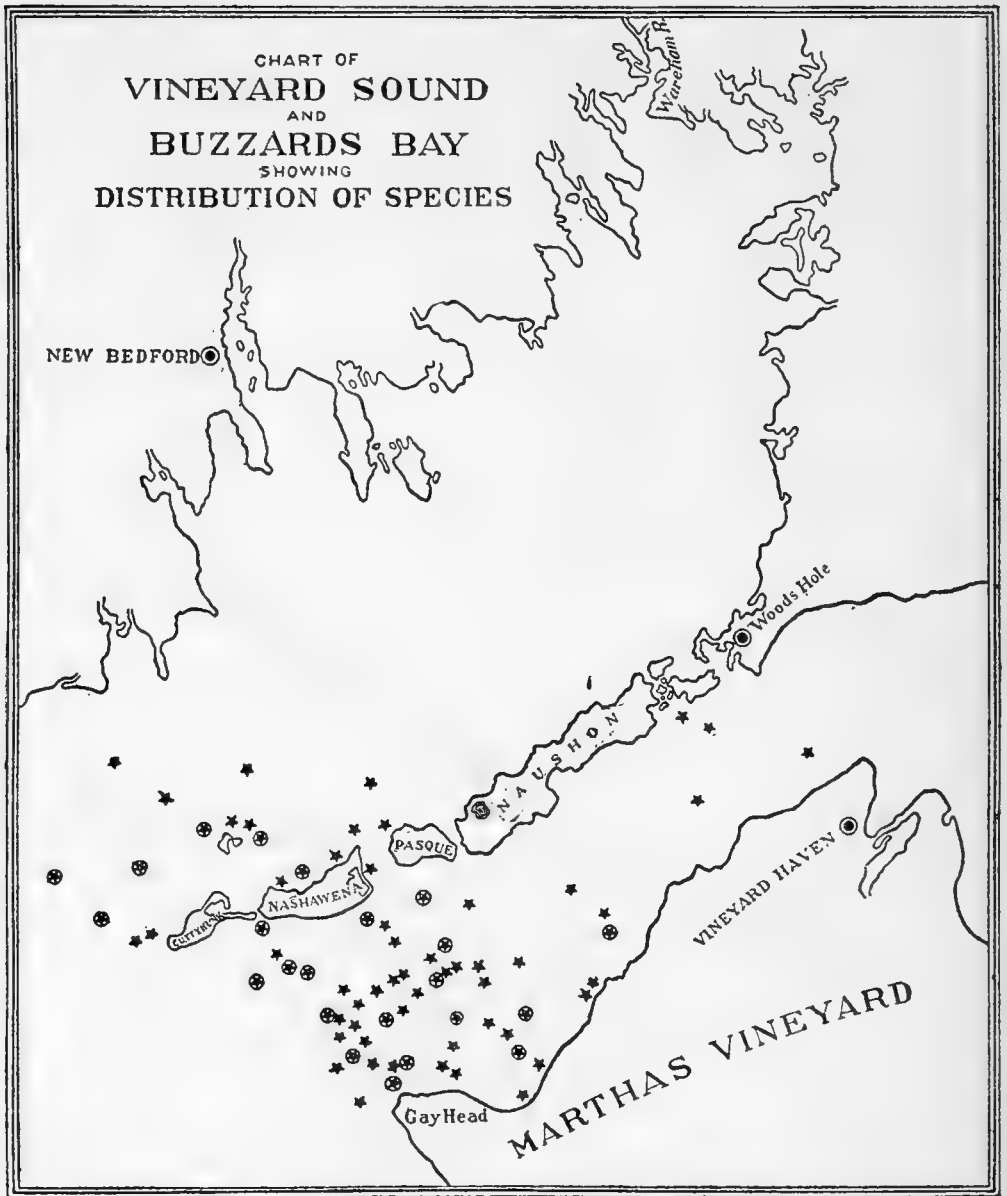 CHART OF
VINEYARD SOUND
AND
BUZZARDS BAY
SHOWING
DISTRIBUTION OF SPECIES
Wareham R.
NEW BEDFORD
Woods Hole
NAUSHON
PASQUE
VINEYARD HAVEN
NASHAWENA
CUTTYHUNK
MARTHAS VINEYARD
Gay Head